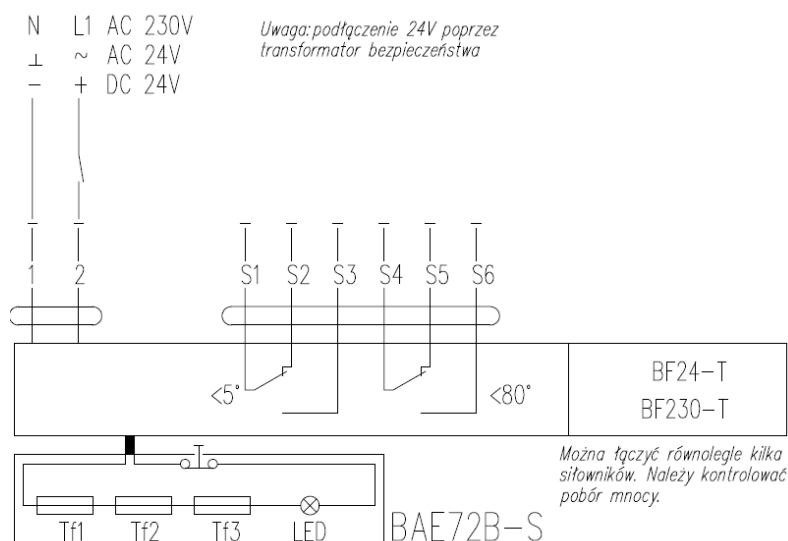 N L1 AC 230V
⊥ ~ AC 24V
− + DC 24V
Uwaga: podłączenie 24V poprzez
transformator bezpieczeństwa
1 2 S1 S2 S3 S4 S5 S6
<5° <80°
BF24-T
BF230-T
Można łączyć równolegle kilka
siłowników. Należy kontrolować
pobór mnocy.
Tf1 Tf2 Tf3 LED
BAE72B-S